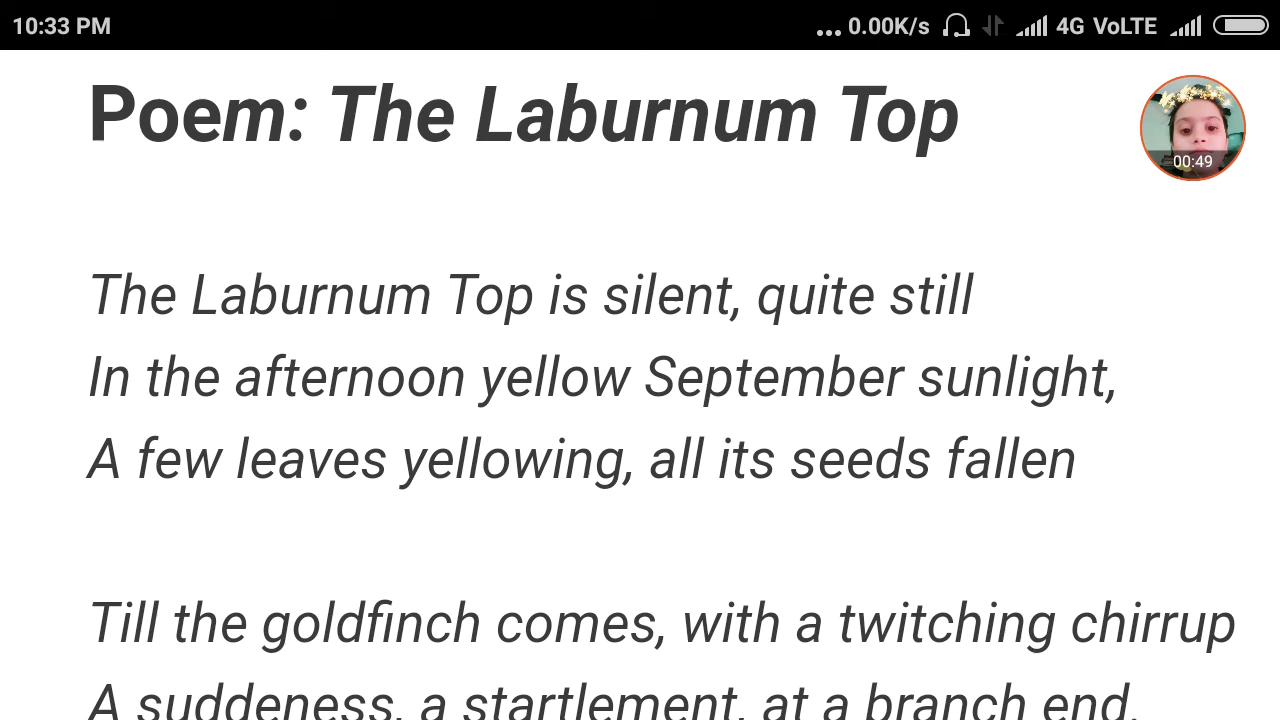 10:33 PM
... 0.00K/s 4G VoLTE
Poem: The Laburnum Top
00:49
The Laburnum Top is silent, quite still
In the afternoon yellow September sunlight,
A few leaves yellowing, all its seeds fallen
Till the goldfinch comes, with a twitching chirrup
A suddeness, a startlement, at a branch end.